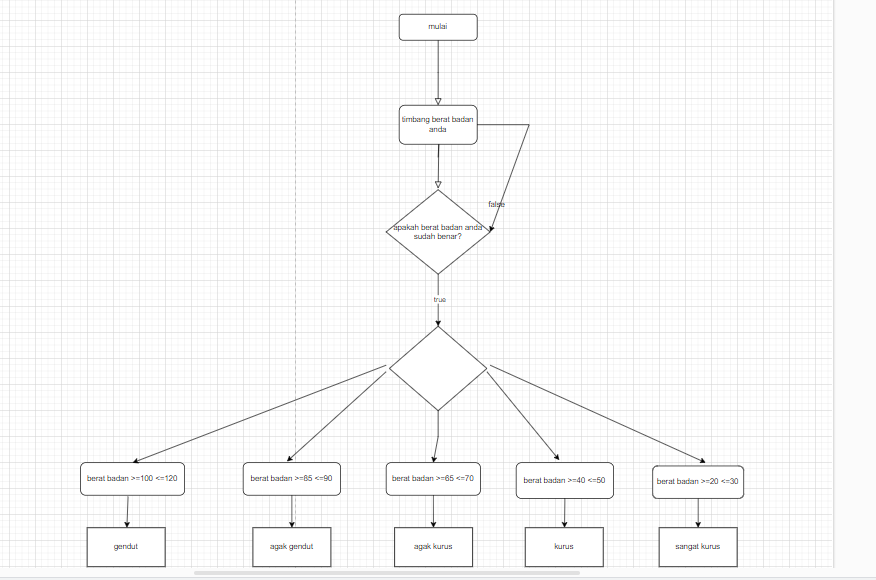 mulai
timbang berat badan
anda
false
apakah berat badan anda
sudah benar?
true
berat badan >=100 <=120
berat badan >=85 <=90
berat badan >=65 <=70
berat badan >=40 <=50
berat badan >=20 <=30
gendut
agak gendut
agak kurus
kurus
sangat kurus